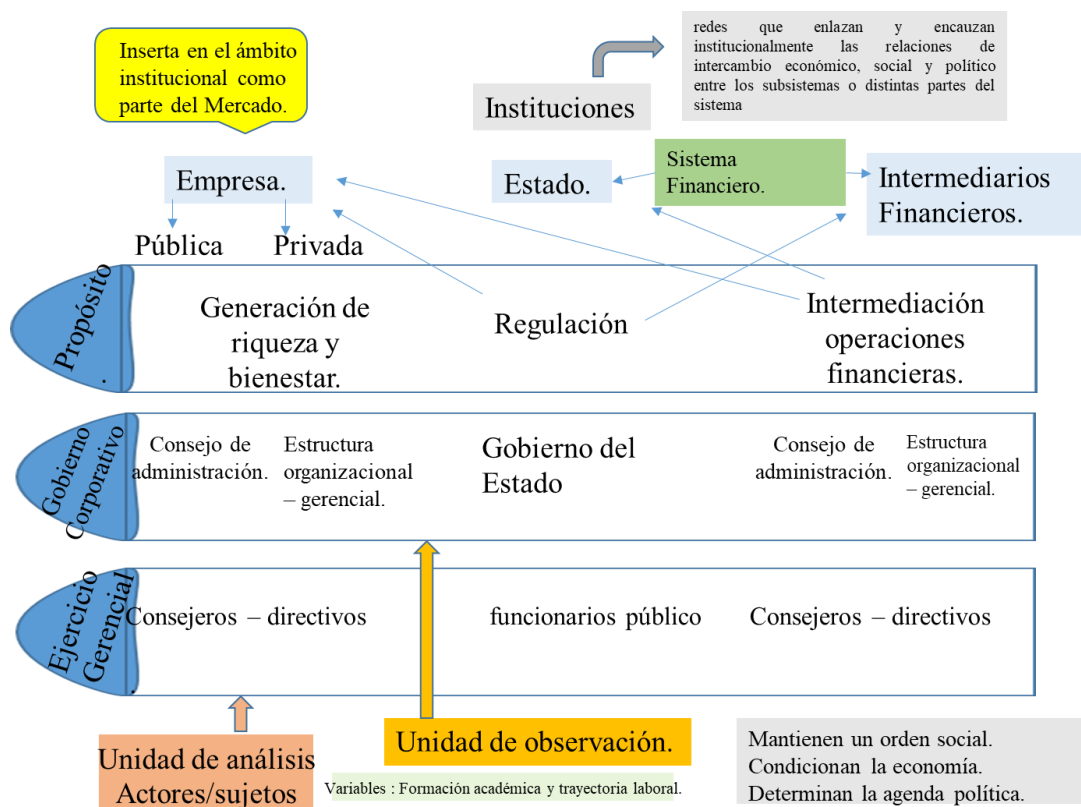 Inserta en el ámbito
institucional como
parte del Mercado.
redes que enlazan y encauzan
institucionalmente las relaciones de
intercambio económico, social y político
entre los subsistemas o distintas partes del
sistema
Instituciones
Empresa.
Estado.
Sistema
Financiero.
Intermediarios
Financieros.
Pública
Privada
Propósito
.
Generación de
riqueza y
bienestar.
Regulación
Intermediación
operaciones
financieras.
Gobierno
Corporativo
Consejo de
administración.
Estructura
organizacional
– gerencial.
Gobierno del
Estado
Consejo de
administración.
Estructura
organizacional
– gerencial.
Ejercicio
Gerencial
.
Consejeros – directivos
funcionarios público
Consejeros – directivos
Unidad de análisis
Actores/sujetos
Unidad de observación.
Variables : Formación académica y trayectoria laboral.
Mantienen un orden social.
Condicionan la economía.
Determinan la agenda política.